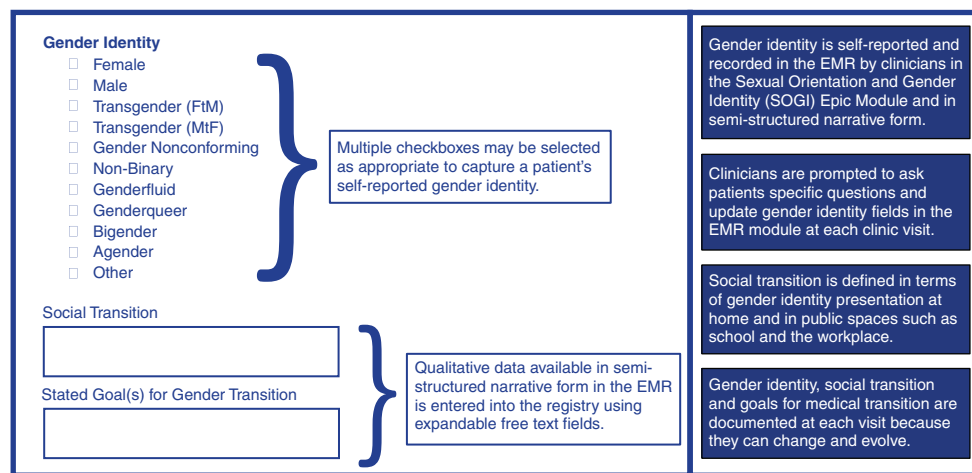 Gender Identity
Female
Male
Transgender (FtM)
Transgender (MtF)
Gender Nonconforming
Non-Binary
Genderfluid
Genderqueer
Bigender
Agender
Other
Multiple checkboxes may be selected
as appropriate to capture a patient's
self-reported gender identity.
Social Transition
Stated Goal(s) for Gender Transition
Qualitative data available in semi-
structured narrative form in the EMR
is entered into the registry using
expandable free text fields.
Gender identity is self-reported and
recorded in the EMR by clinicians in
the Sexual Orientation and Gender
Identity (SOGI) Epic Module and in
semi-structured narrative form.
Clinicians are prompted to ask
patients specific questions and
update gender identity fields in the
EMR module at each clinic visit.
Social transition is defined in terms
of gender identity presentation at
home and in public spaces such as
school and the workplace.
Gender identity, social transition
and goals for medical transition are
documented at each visit because
they can change and evolve.